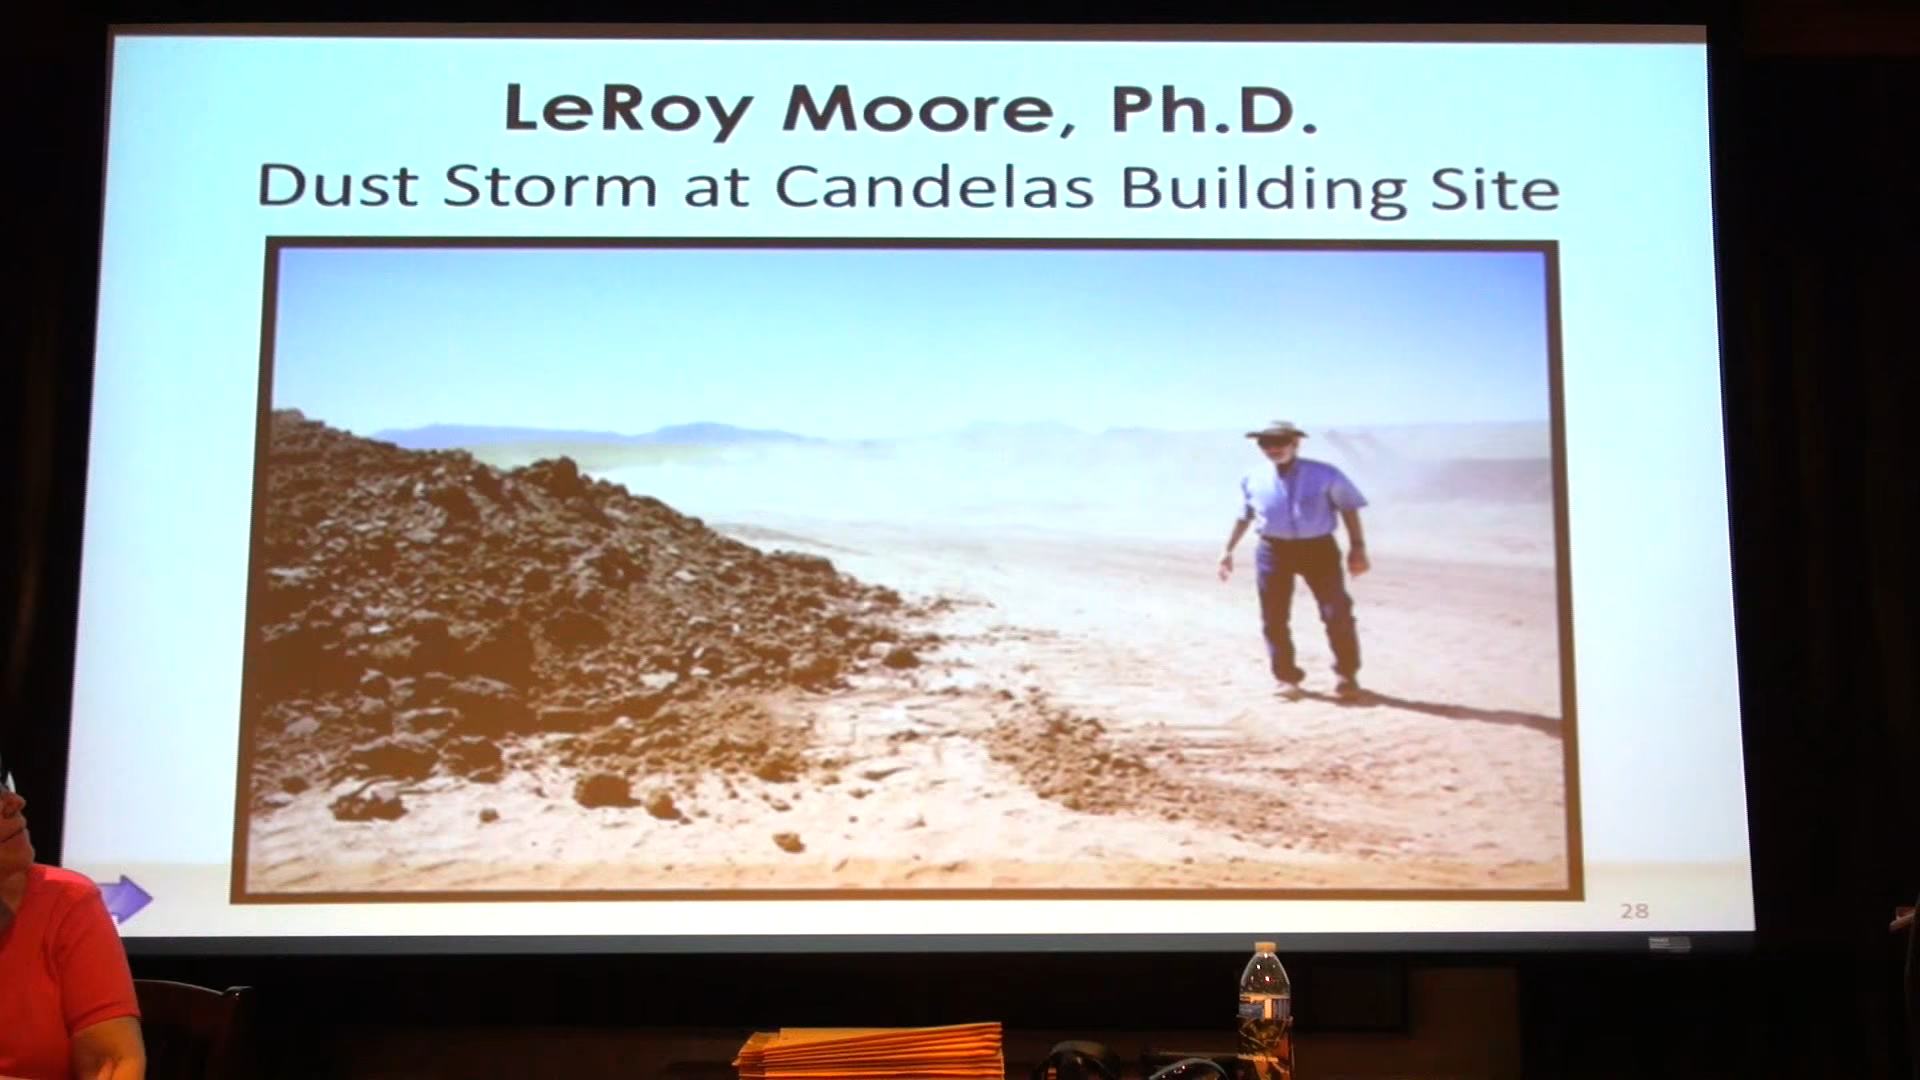 LeRoy Moore, Ph.D.
Dust Storm at Candelas Building Site
28